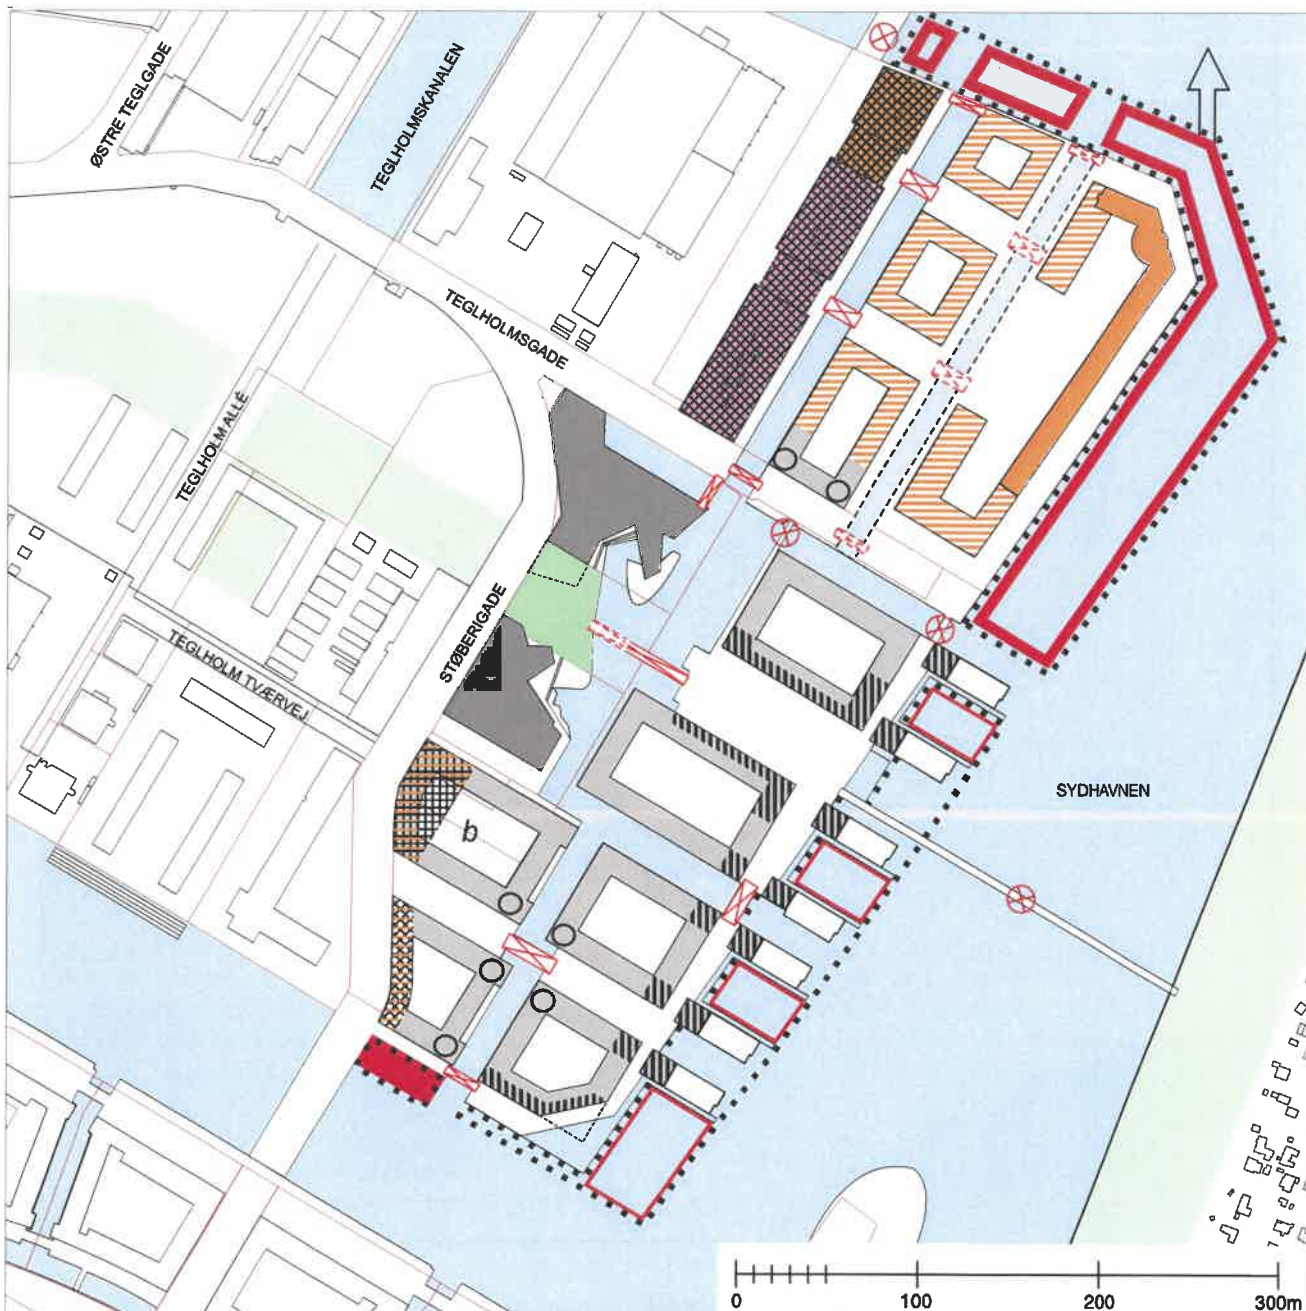 ØSTRE TEGLGADE
TEGLHOLMSKANALEN
TEGLHOLMSGADE
TEGLHOLM ALLÉ
STØBERIGADE
TEGLHOLM TVÆRVEJ
SYDHAVNEN
b
0 100 200 300m